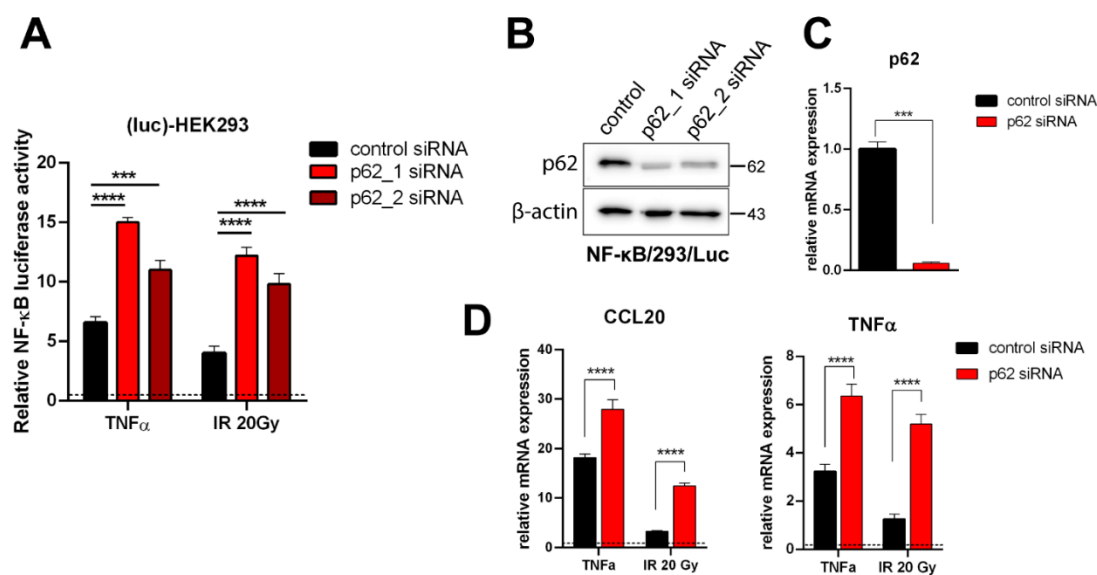 A
(luc)-HEK293
Relative NF-κB luciferase activity
20
15
10
5
0
***
****
****
****
TNFα
IR 20Gy
control siRNA
p62_1 siRNA
p62_2 siRNA
B
control
p62_1 siRNA
p62_2 siRNA
p62
62
β-actin
43
NF-κB/293/Luc
C
p62
relative mRNA expression
1.5
1.0
0.5
0.0
***
control siRNA
p62 siRNA
D
CCL20
relative mRNA expression
40
30
20
10
0
****
****
TNFa
IR 20 Gy
TNFα
relative mRNA expression
8
6
4
2
0
****
****
TNFa
IR 20 Gy
control siRNA
p62 siRNA